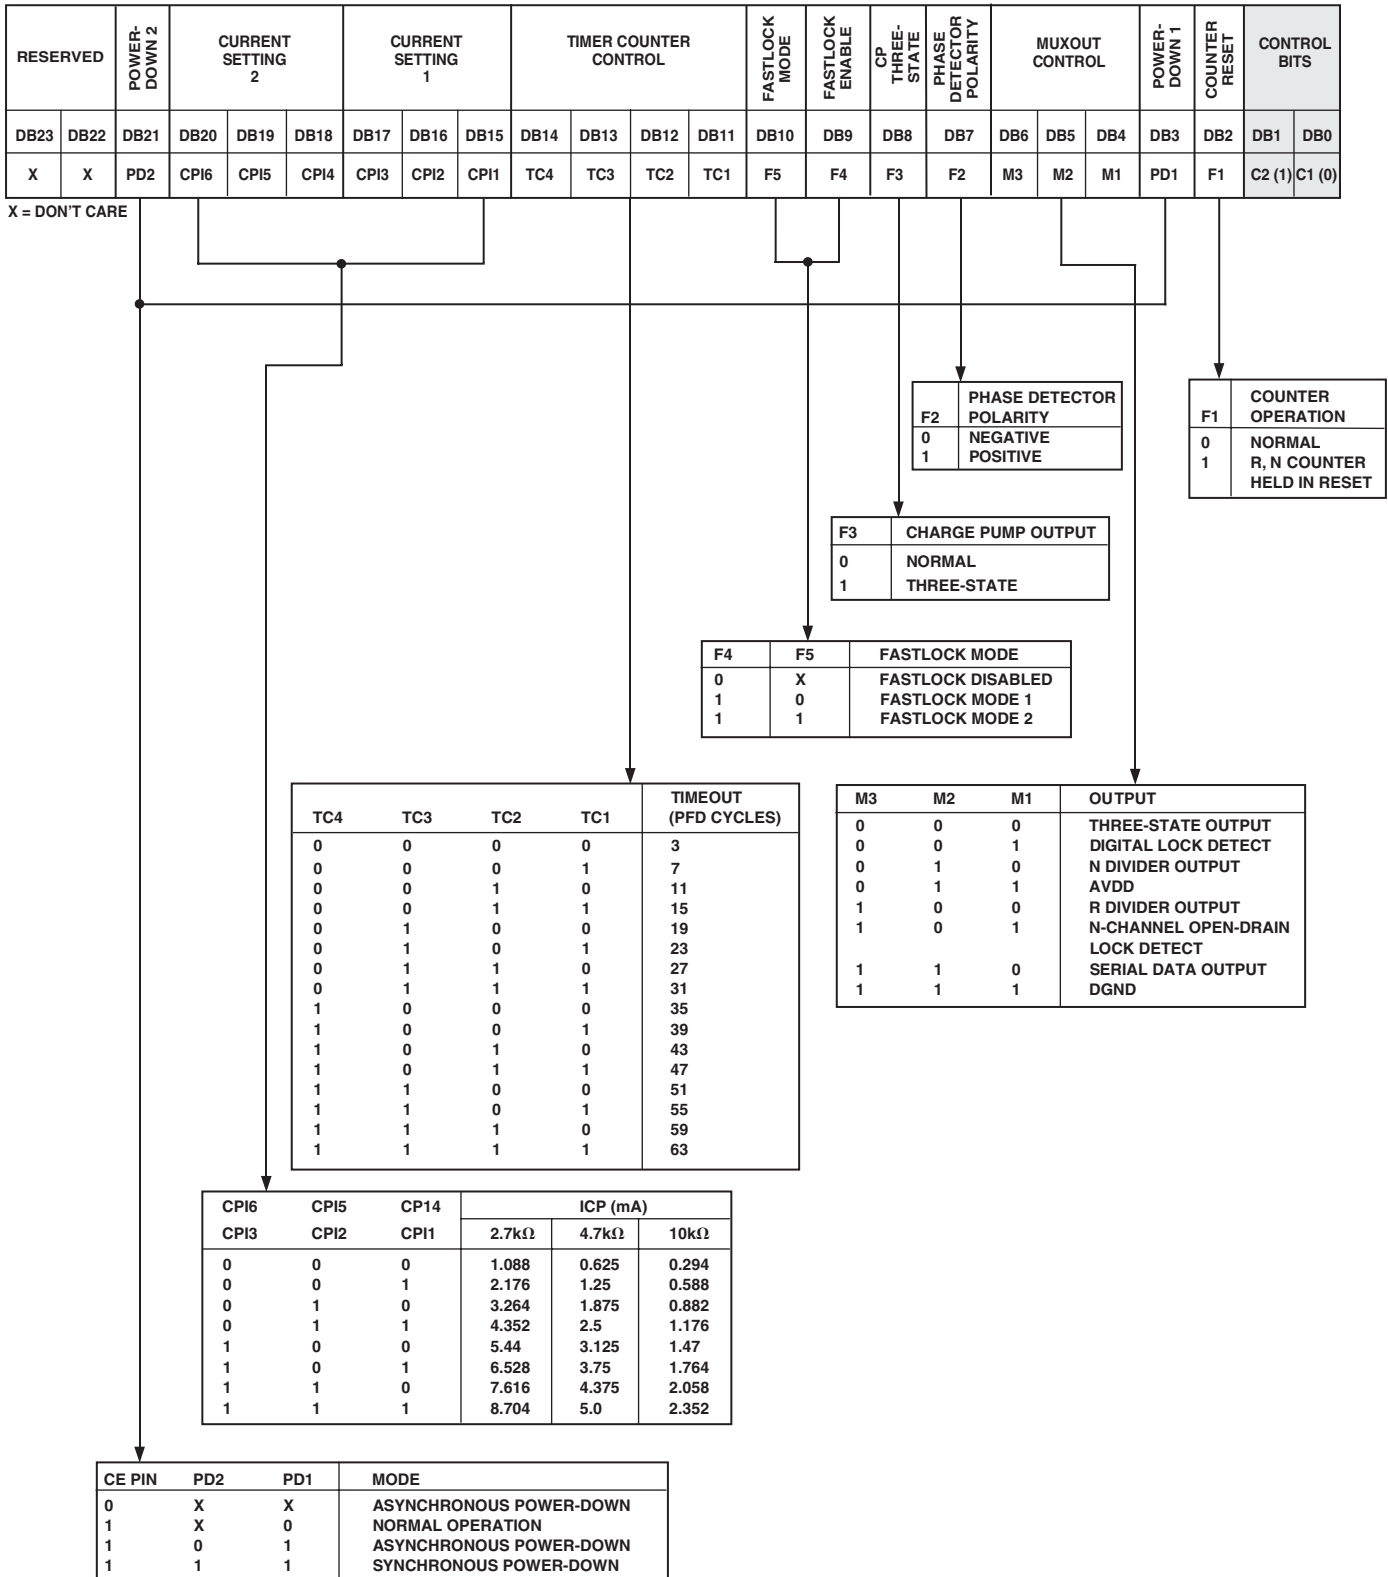 RESERVED
POWER-
DOWN 2
CURRENT
SETTING
2
CURRENT
SETTING
1
TIMER COUNTER
CONTROL
FASTLOCK
MODE
FASTLOCK
ENABLE
CP
THREE-
STATE
PHASE
DETECTOR
POLARITY
MUXOUT
CONTROL
POWER-
DOWN 1
COUNTER
RESET
CONTROL
BITS
DB23 DB22 DB21 DB20 DB19 DB18 DB17 DB16 DB15 DB14 DB13 DB12 DB11 DB10 DB9 DB8 DB7 DB6 DB5 DB4 DB3 DB2 DB1 DB0
X X PD2 CPI6 CPI5 CPI4 CPI3 CPI2 CPI1 TC4 TC3 TC2 TC1 F5 F4 F3 F2 M3 M2 M1 PD1 F1 C2 (1) C1 (0)
X = DON'T CARE
PHASE DETECTOR
F2 POLARITY
0 NEGATIVE
1 POSITIVE
COUNTER
F1 OPERATION
0 NORMAL
1 R, N COUNTER
HELD IN RESET
F3 CHARGE PUMP OUTPUT
0 NORMAL
1 THREE-STATE
F4 F5 FASTLOCK MODE
0 X FASTLOCK DISABLED
1 0 FASTLOCK MODE 1
1 1 FASTLOCK MODE 2
TIMEOUT
TC4 TC3 TC2 TC1 (PFD CYCLES)
0 0 0 0 3
0 0 0 1 7
0 0 1 0 11
0 0 1 1 15
0 1 0 0 19
0 1 0 1 23
0 1 1 0 27
0 1 1 1 31
1 0 0 0 35
1 0 0 1 39
1 0 1 0 43
1 0 1 1 47
1 1 0 0 51
1 1 0 1 55
1 1 1 0 59
1 1 1 1 63
M3 M2 M1 OUTPUT
0 0 0 THREE-STATE OUTPUT
0 0 1 DIGITAL LOCK DETECT
0 1 0 N DIVIDER OUTPUT
0 1 1 AVDD
1 0 0 R DIVIDER OUTPUT
1 0 1 N-CHANNEL OPEN-DRAIN
LOCK DETECT
1 1 0 SERIAL DATA OUTPUT
1 1 1 DGND
CPI6 CPI5 CP14 ICP (mA)
CPI3 CPI2 CPI1 2.7kΩ 4.7kΩ 10kΩ
0 0 0 1.088 0.625 0.294
0 0 1 2.176 1.25 0.588
0 1 0 3.264 1.875 0.882
0 1 1 4.352 2.5 1.176
1 0 0 5.44 3.125 1.47
1 0 1 6.528 3.75 1.764
1 1 0 7.616 4.375 2.058
1 1 1 8.704 5.0 2.352
CE PIN PD2 PD1 MODE
0 X X ASYNCHRONOUS POWER-DOWN
1 X 0 NORMAL OPERATION
1 0 1 ASYNCHRONOUS POWER-DOWN
1 1 1 SYNCHRONOUS POWER-DOWN